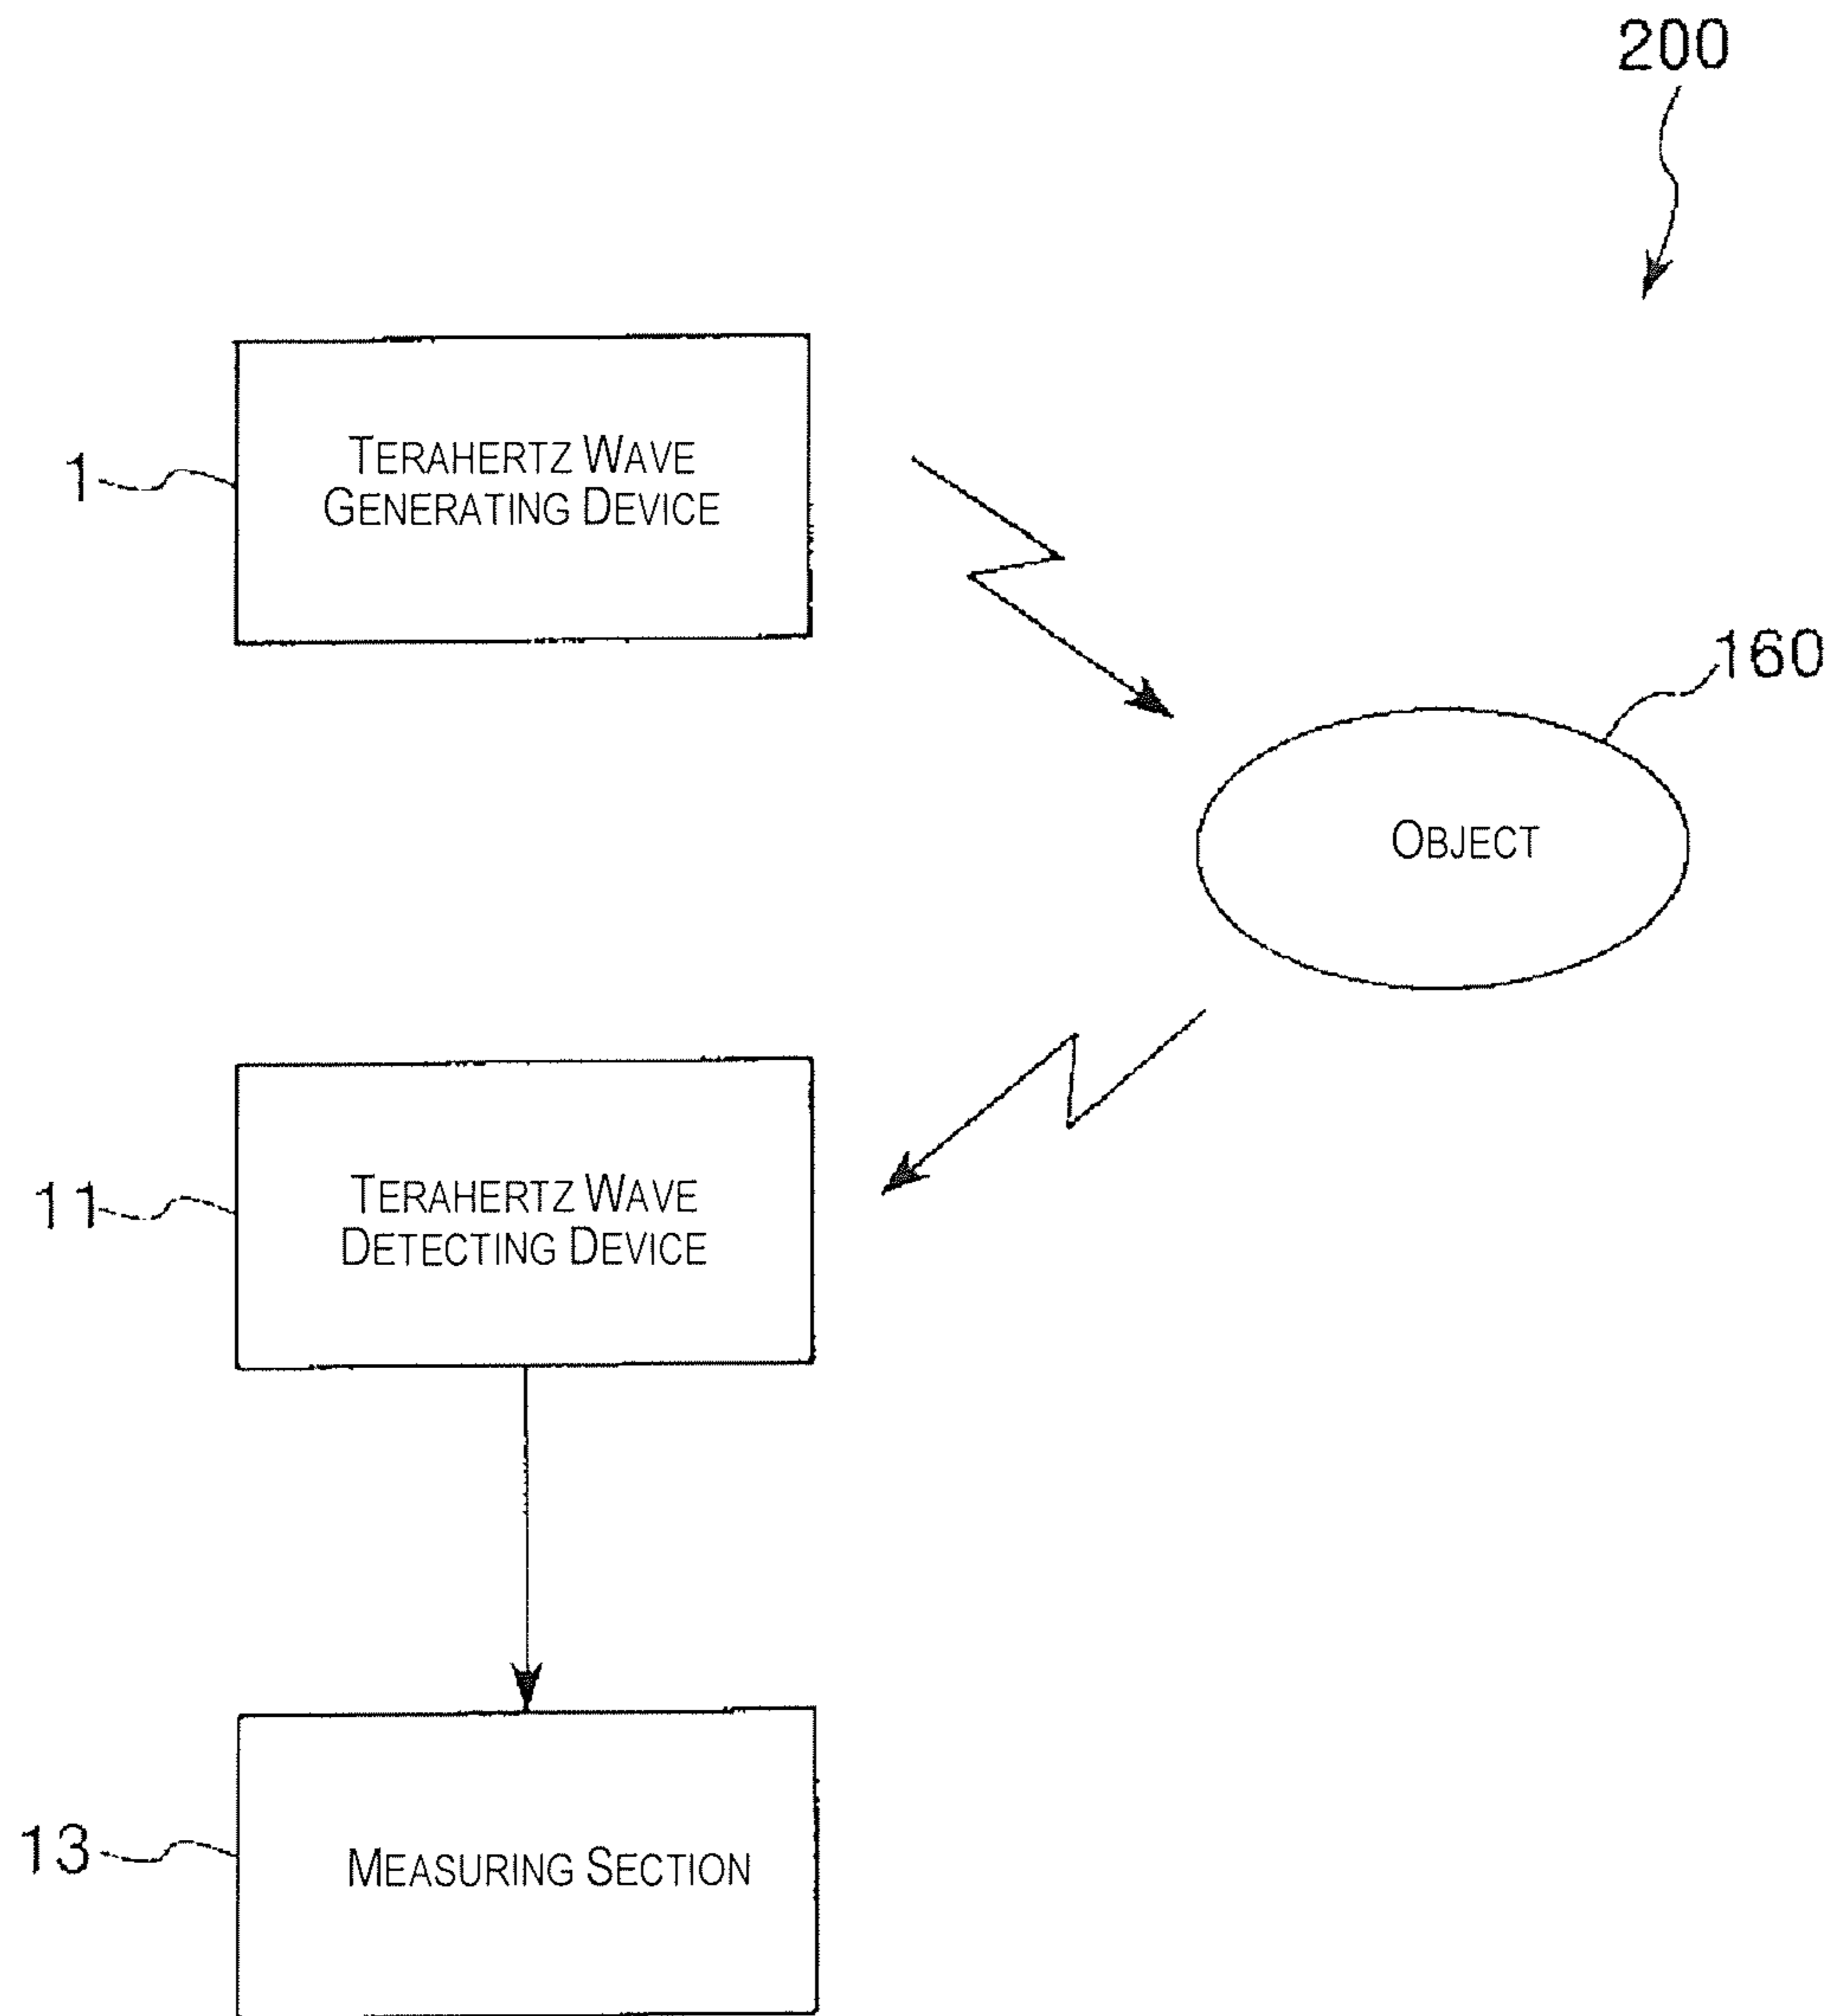 200
1
TERAHERTZ WAVE
GENERATING DEVICE
160
OBJECT
11
TERAHERTZ WAVE
DETECTING DEVICE
13
MEASURING SECTION